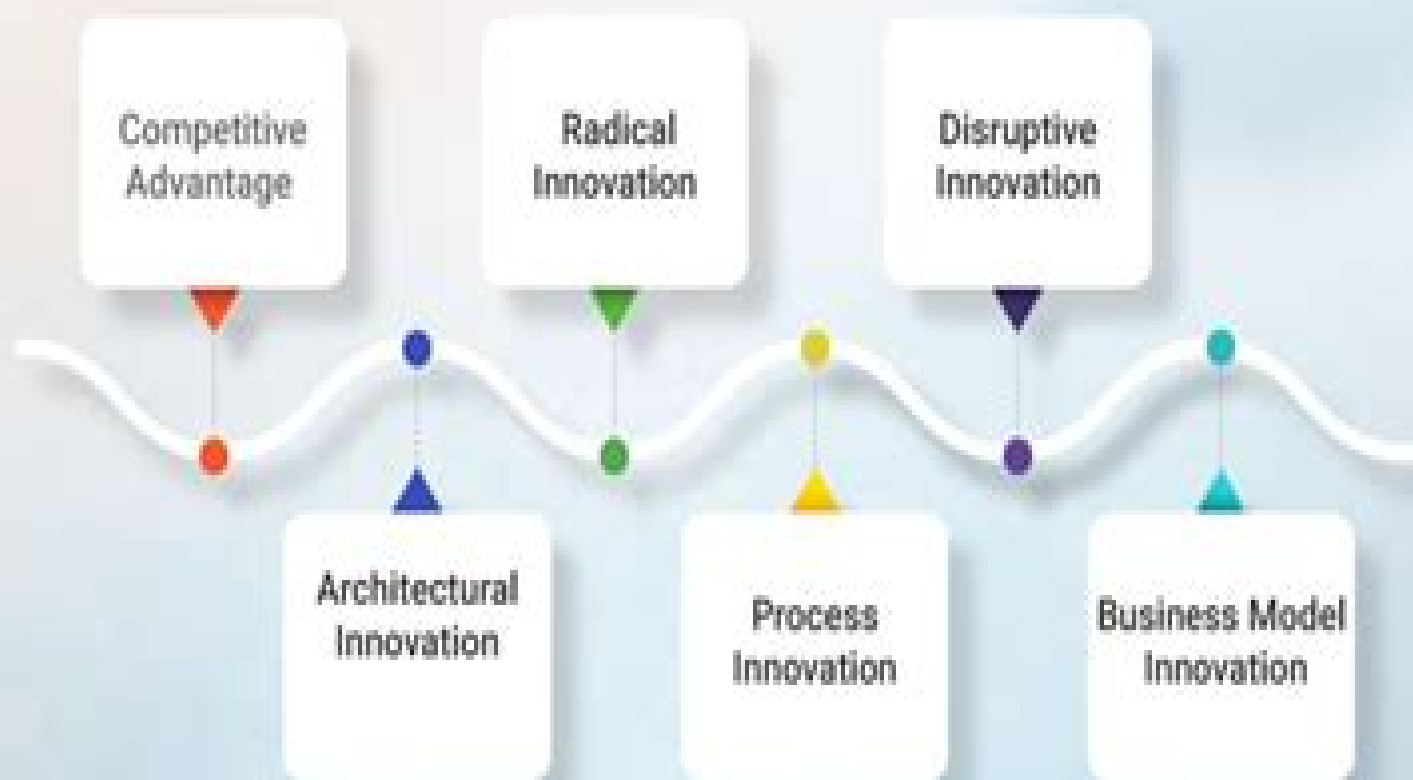 Competitive
Advantage
Radical
Innovation
Disruptive
Innovation
Architectural
Innovation
Process
Innovation
Business Model
Innovation